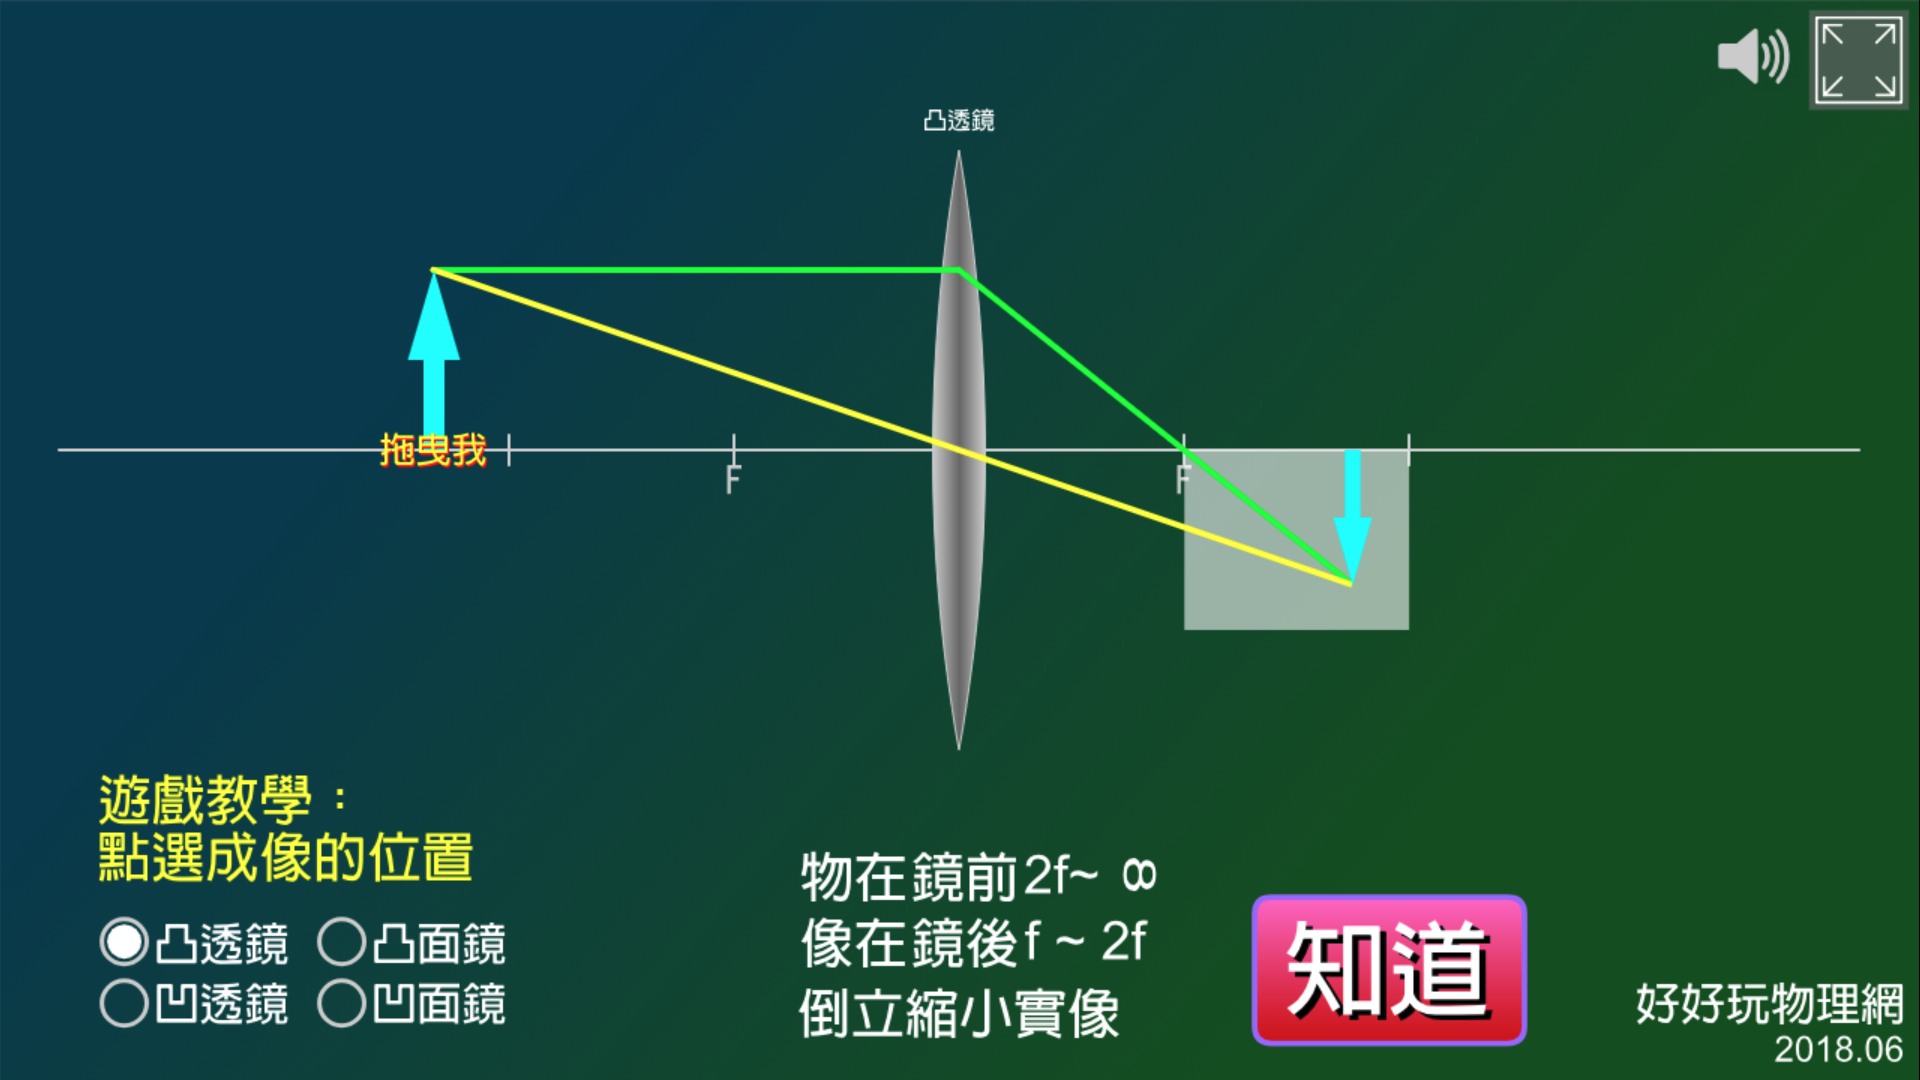 凸透鏡
拖曳我
F
F
遊戲教學：
點選成像的位置
凸透鏡 凸面鏡
凹透鏡 凹面鏡
物在鏡前2f~ ∞
像在鏡後f ~ 2f
倒立縮小實像
知道
好好玩物理網
2018.06